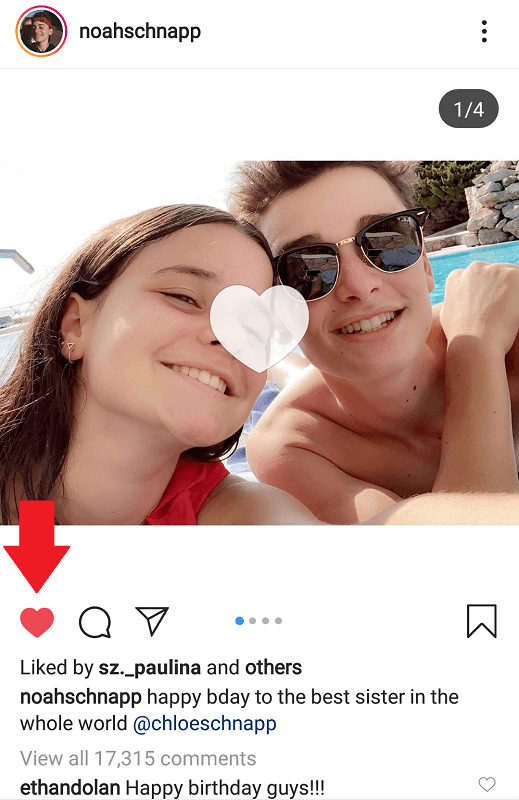 noahschnapp
1/4
Liked by sz._paulina and others
noahschnapp happy bday to the best sister in the
whole world @chloeschnapp
View all 17,315 comments
ethandolan Happy birthday guys!!!